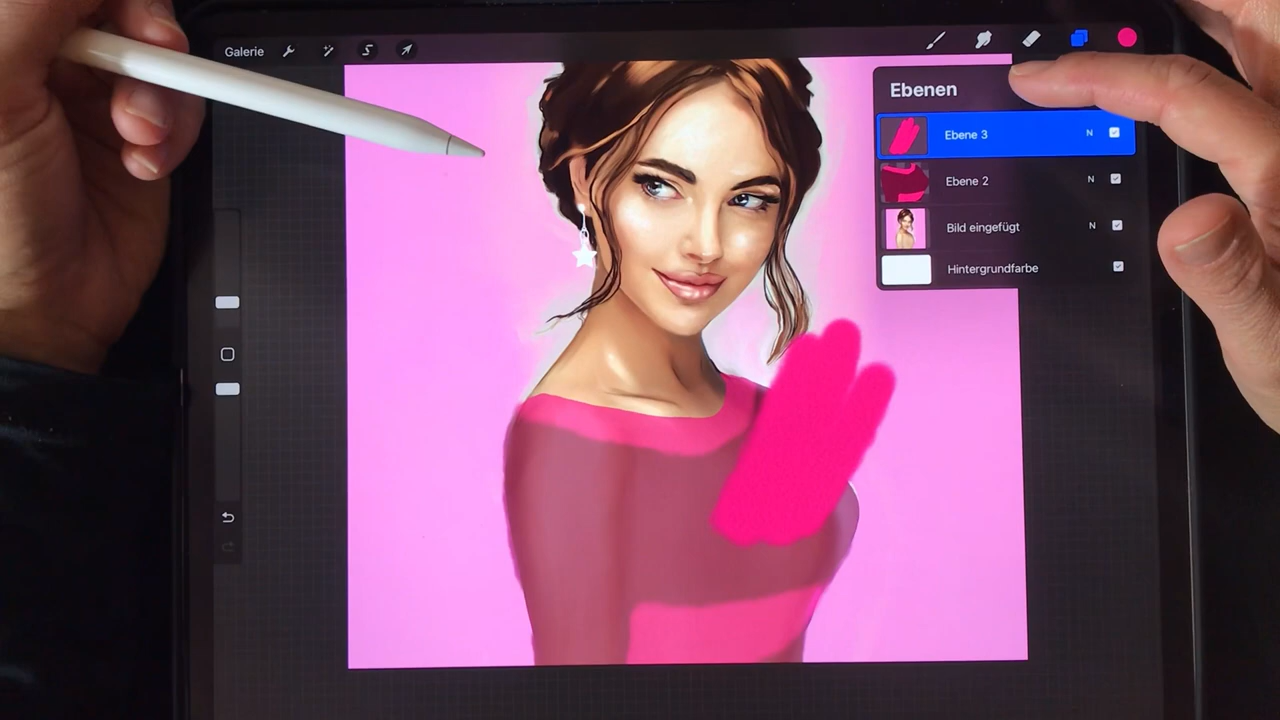 Galerie
Ebenen
Ebene 3 N
Ebene 2 N
Bild eingefügt N
Hintergrundfarbe